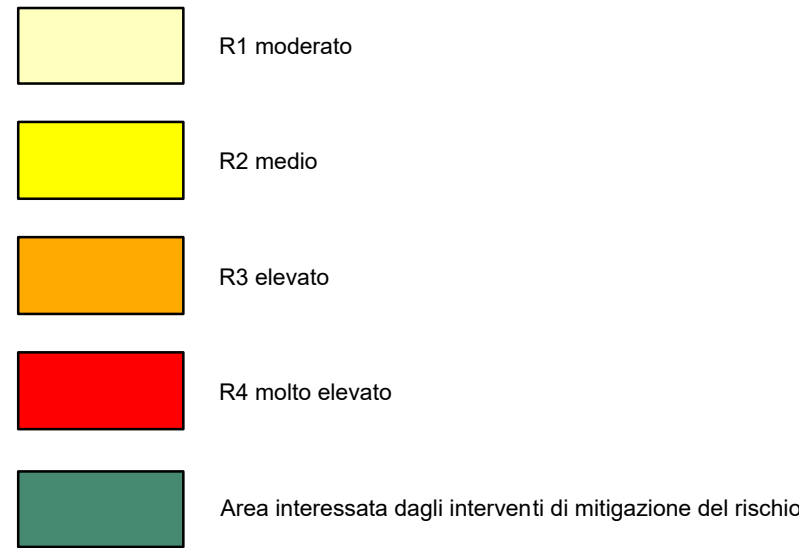 R1 moderato
R2 medio
R3 elevato
R4 molto elevato
Area interessata dagli interventi di mitigazione del rischio